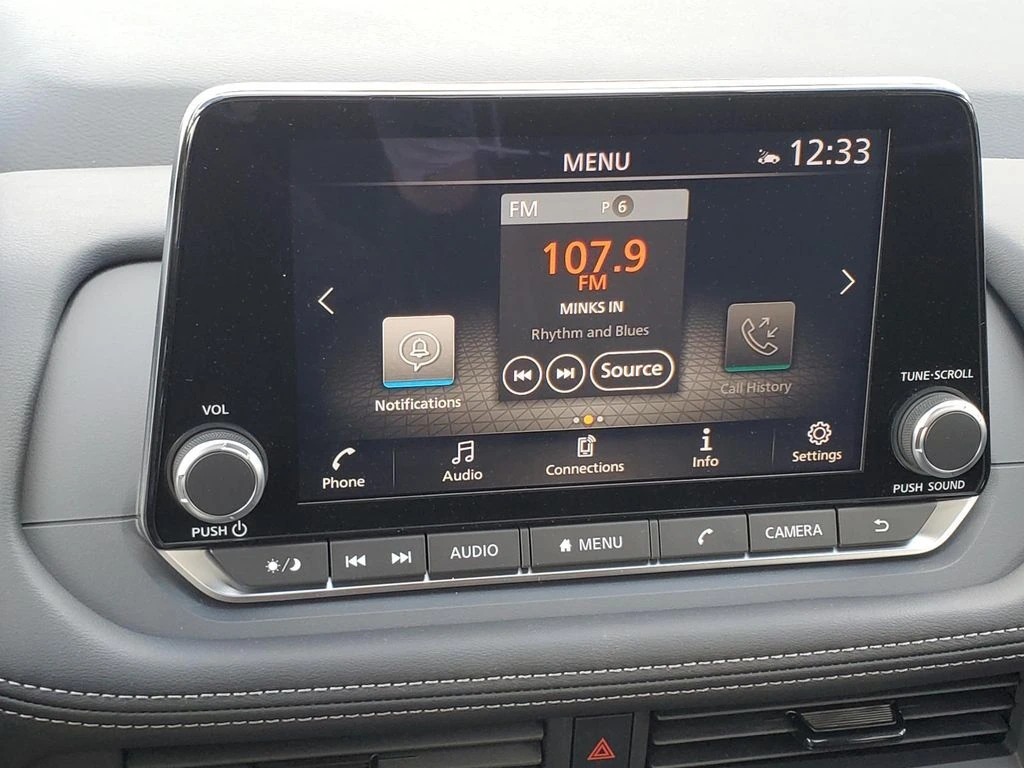 MENU
12:33
FM P 6
107.9
FM
MINKS IN
Rhythm and Blues
Source
Notifications
Call History
Phone
Audio
Connections
Info
Settings
VOL
PUSH
TUNE·SCROLL
PUSH SOUND
AUDIO
MENU
CAMERA